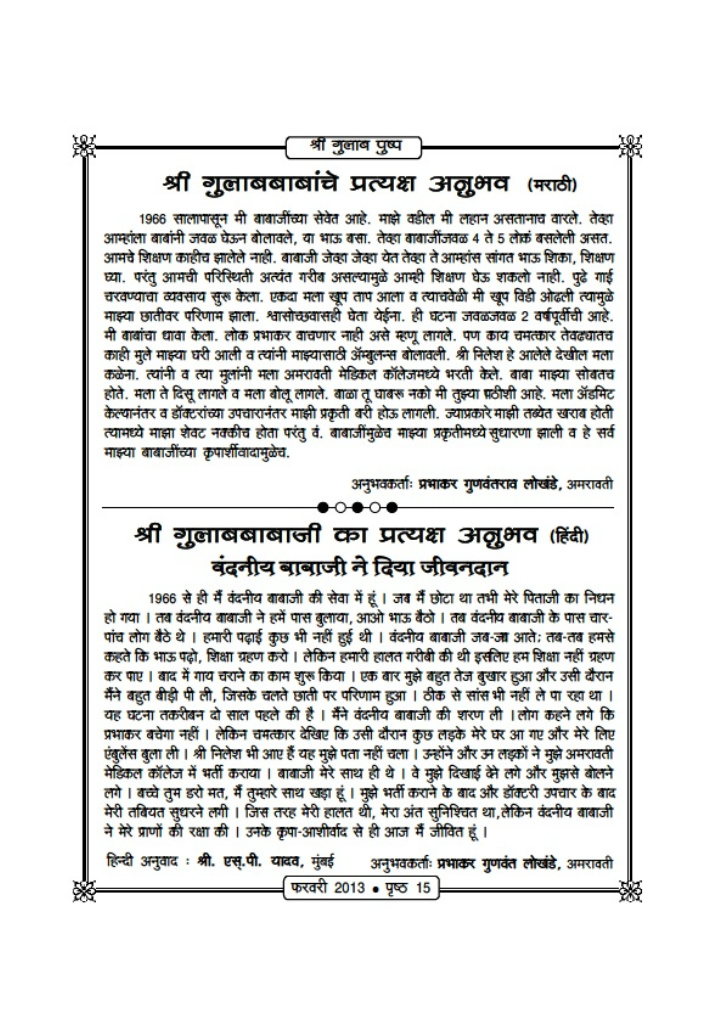 श्री गुलाब पुष्प
श्री गुलाबबाबांचे प्रत्यक्ष अनुभव (मराठी)
1966 सालापासून मी बाबाजींच्या सेवेत आहे. माझे वडील मी लहान असतानाच वारले. तेव्हा
आम्हांला बाबांनी जवळ घेऊन बोलावले, या भाऊ बसा. तेव्हा बाबाजींजवळ 4 ते 5 लोकं बसलेली असत.
आमचे शिक्षण काहीच झालेले नाही. बाबाजी जेव्हा जेव्हा येत तेव्हा ते आम्हांस सांगत भाऊ शिका, शिक्षण
घ्या. परंतु आमची परिस्थिती अत्यंत गरीब असल्यामुळे आम्ही शिक्षण घेऊ शकलो नाही. पुढे गाई
चरवण्याचा व्यवसाय सुरू केला. एकदा मला खूप ताप आला व त्याचवेळी मी खूप विडी ओढली त्यामुळे
माझ्या छातीवर परिणाम झाला. श्वासोच्छवासही घेता येईना. ही घटना जवळजवळ 2 वर्षांपूर्वीची आहे.
मी बाबांचा धावा केला. लोक प्रभाकर वाचणार नाही असे म्हणू लागले. पण काय चमत्कार तेवढ्यातच
काही मुले माझ्या घरी आली व त्यांनी माझ्यासाठी ॲम्बुलन्स बोलावली. श्री निलेश हे आलेले देखील मला
कळेना. त्यांनी व त्या मुलांनी मला अमरावती मेडिकल कॉलेजमध्ये भरती केले. बाबा माझ्या सोबतच
होते. मला ते दिसू लागले व मला बोलू लागले. बाळा तू घाबरू नको मी तुझ्या पाठीशी आहे. मला ॲडमिट
केल्यानंतर व डॉक्टरांच्या उपचारानंतर माझी प्रकृती बरी होऊ लागली. ज्याप्रकारे माझी तब्येत खराब होती
त्यामध्ये माझा शेवट नक्कीच होता परंतु वं. बाबाजींमुळेच माझ्या प्रकृतीमध्ये सुधारणा झाली व हे सर्व
माझ्या बाबाजींच्या कृपार्शीवादामुळेच.
अनुभवकर्ताः प्रभाकर गुणवंतराव लोखंडे, अमरावती
श्री गुलाबबाबाजी का प्रत्यक्ष अनुभव (हिंदी)
वंदनीय बाबाजी ने दिया जीवनदान
1966 से ही मैं वंदनीय बाबाजी की सेवा में हूं । जब मैं छोटा था तभी मेरे पिताजी का निधन
हो गया । तब वंदनीय बाबाजी ने हमें पास बुलाया, आओ भाऊ बैठो । तब वंदनीय बाबाजी के पास चार-
पांच लोग बैठे थे । हमारी पढ़ाई कुछ भी नहीं हुई थी । वंदनीय बाबाजी जब-जब आते; तब-तब हमसे
कहते कि भाऊ पढ़ो, शिक्षा ग्रहण करो । लेकिन हमारी हालत गरीबी की थी इसलिए हम शिक्षा नहीं ग्रहण
कर पाए । बाद में गाय चराने का काम शुरू किया । एक बार मुझे बहुत तेज बुखार हुआ और उसी दौरान
मैंने बहुत बीड़ी पी ली, जिसके चलते छाती पर परिणाम हुआ । ठीक से सांस भी नहीं ले पा रहा था ।
यह घटना तकरीबन दो साल पहले की है । मैंने वंदनीय बाबाजी की शरण ली ।लोग कहने लगे कि
प्रभाकर बचेगा नहीं । लेकिन चमत्कार देखिए कि उसी दौरान कुछ लड़के मेरे घर आ गए और मेरे लिए
एंबुलेंस बुला ली । श्री निलेश भी आए हैं यह मुझे पता नहीं चला । उन्होंने और उन लड़कों ने मुझे अमरावती
मेडिकल कॉलेज में भर्ती कराया । बाबाजी मेरे साथ ही थे । वे मुझे दिखाई देने लगे और मुझसे बोलने
लगे । बच्चे तुम डरो मत, मैं तुम्हारे साथ खड़ा हूं । मुझे भर्ती कराने के बाद और डॉक्टरी उपचार के बाद
मेरी तबियत सुधरने लगी । जिस तरह मेरी हालत थी, मेरा अंत सुनिश्चित था,लेकिन वंदनीय बाबाजी
ने मेरे प्राणों की रक्षा की । उनके कृपा-आशीर्वाद से ही आज मैं जीवित हूं ।
हिन्दी अनुवाद : श्री. एस्.पी. यादव, मुंबई अनुभवकर्ताः प्रभाकर गुणवंत लोखंडे, अमरावती
फरवरी 2013 ● पृष्ठ 15